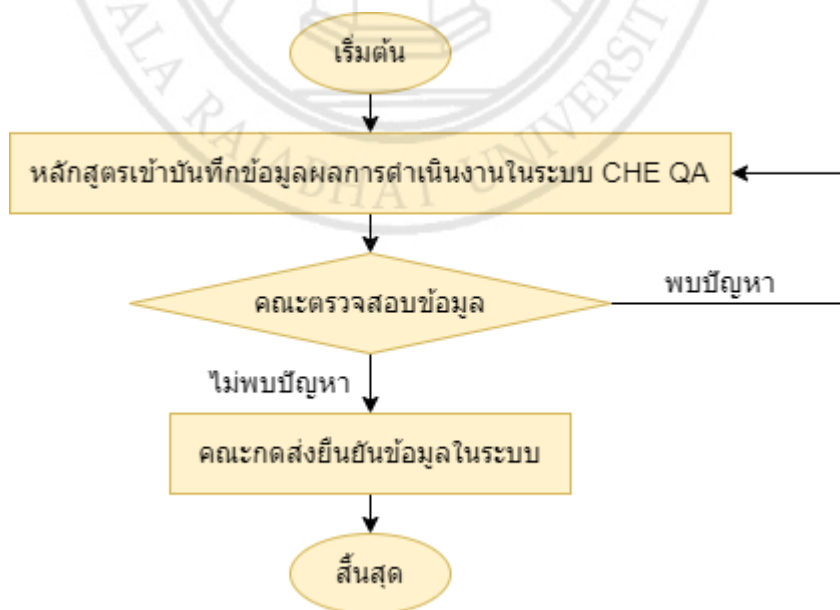 เริ่มต้น
หลักสูตรเข้าบันทึกข้อมูลผลการดำเนินงานในระบบ CHE QA
คณะตรวจสอบข้อมูล
พบปัญหา
ไม่พบปัญหา
คณะกดส่งยืนยันข้อมูลในระบบ
สิ้นสุด
ALA RAJABHAT UNIVERSIT